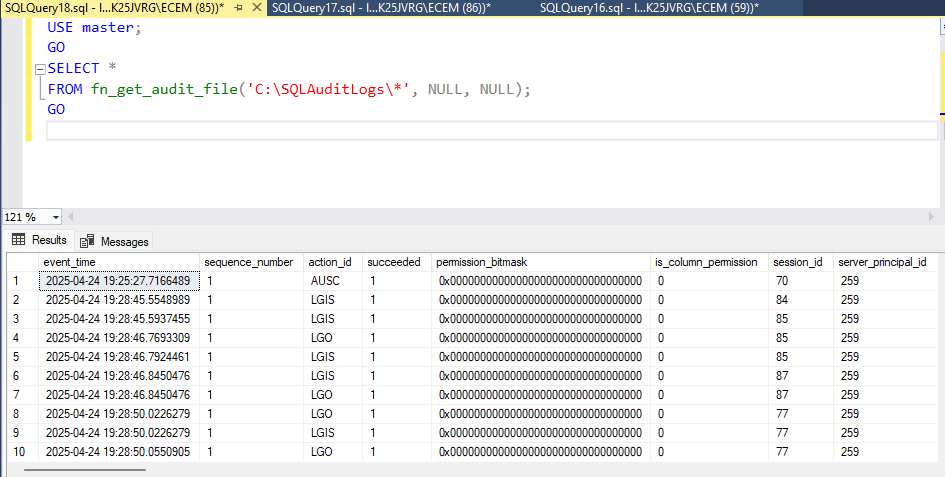 SQLQuery18.sql - I...K25JVRG\ECEM (85))* SQLQuery17.sql - I...K25JVRG\ECEM (86))* SQLQuery16.sql - I...K25JVRG\ECEM (59))*
USE master;
GO
SELECT *
FROM fn_get_audit_file('C:\SQLAuditLogs\*', NULL, NULL);
GO
121 %
Results Messages
event_time sequence_number action_id succeeded permission_bitmask is_column_permission session_id server_principal_id
1 2025-04-24 19:25:27.7166489 1 AUSC 1 0x00000000000000000000000000000000 0 70 259
2 2025-04-24 19:28:45.5548989 1 LGIS 1 0x00000000000000000000000000000000 0 84 259
3 2025-04-24 19:28:45.5937455 1 LGIS 1 0x00000000000000000000000000000000 0 85 259
4 2025-04-24 19:28:46.7693309 1 LGO 1 0x00000000000000000000000000000000 0 85 259
5 2025-04-24 19:28:46.7924461 1 LGIS 1 0x00000000000000000000000000000000 0 85 259
6 2025-04-24 19:28:46.8450476 1 LGIS 1 0x00000000000000000000000000000000 0 87 259
7 2025-04-24 19:28:46.8450476 1 LGO 1 0x00000000000000000000000000000000 0 87 259
8 2025-04-24 19:28:50.0226279 1 LGO 1 0x00000000000000000000000000000000 0 77 259
9 2025-04-24 19:28:50.0226279 1 LGIS 1 0x00000000000000000000000000000000 0 77 259
10 2025-04-24 19:28:50.0550905 1 LGO 1 0x00000000000000000000000000000000 0 77 259